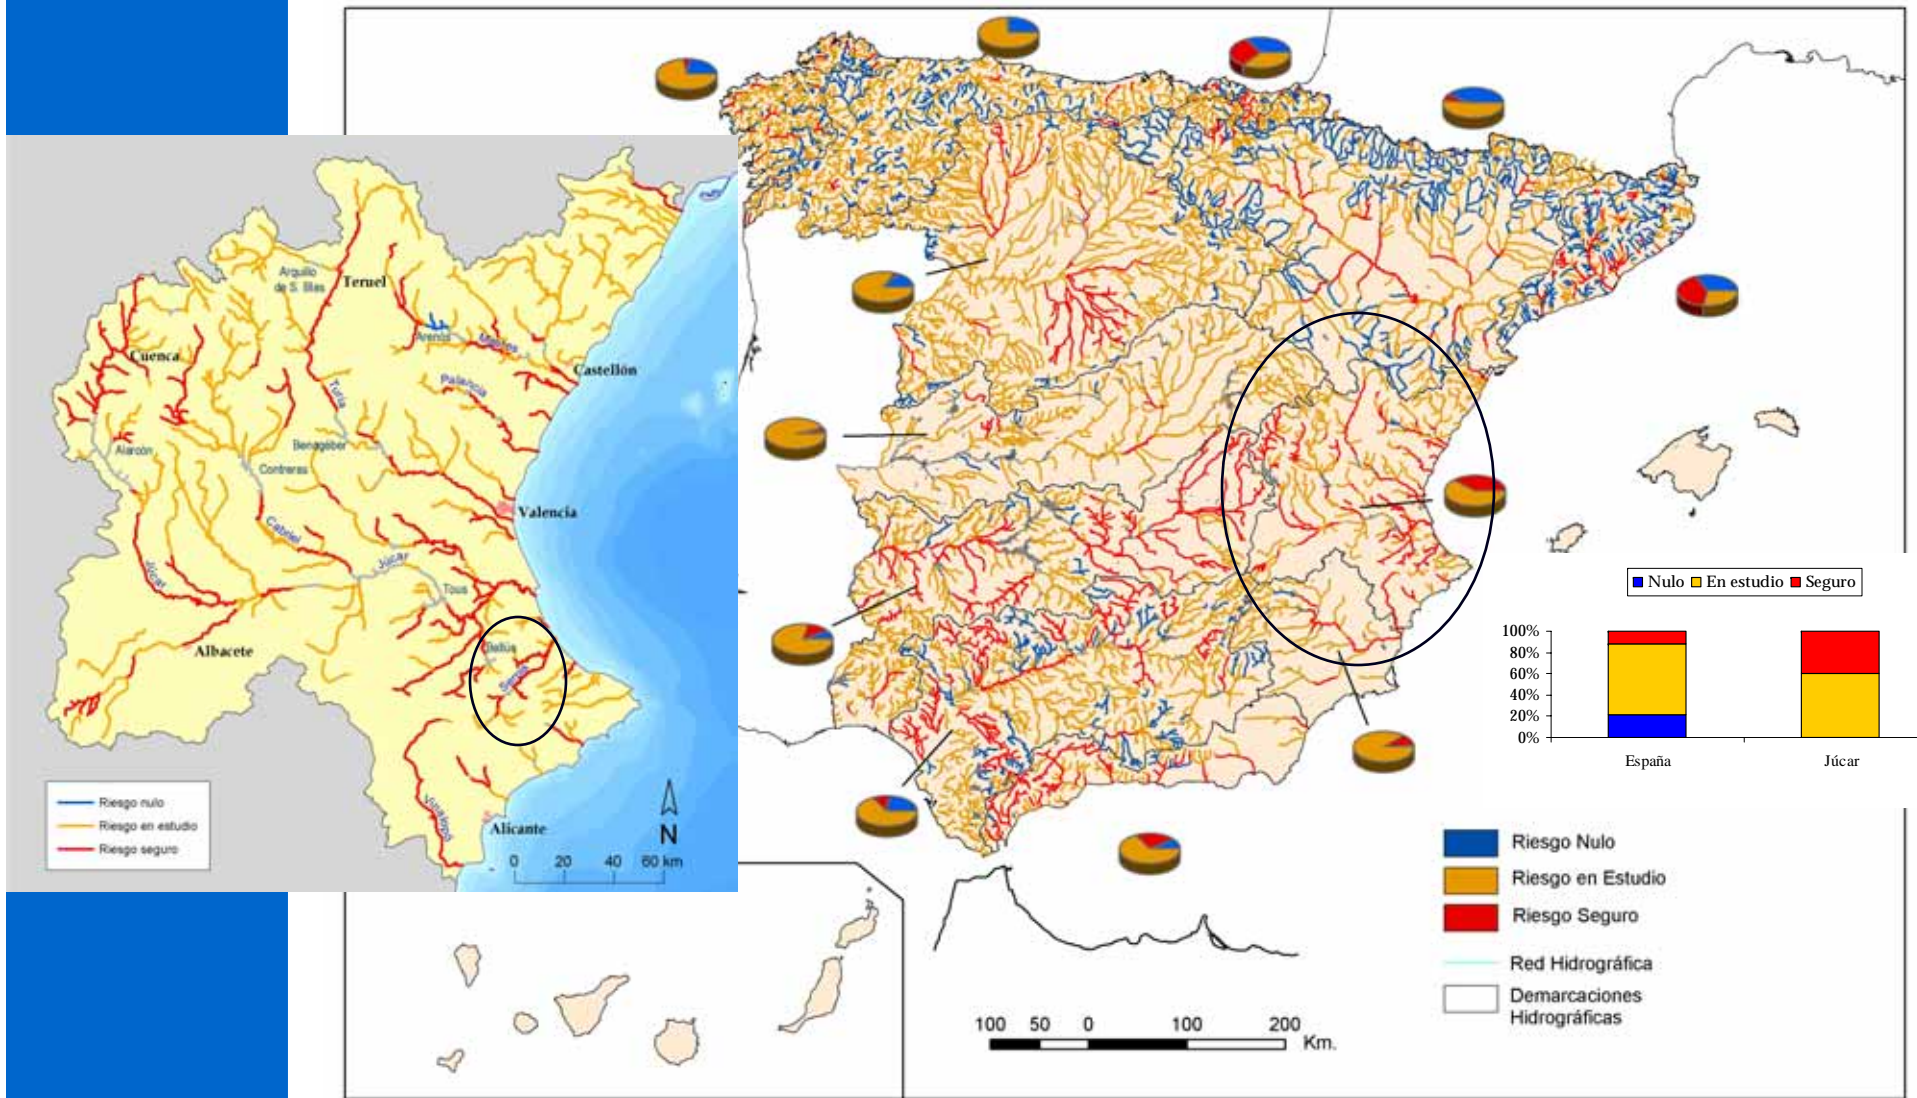 Arquillo
de S. Blas
Teruel
Cuenca
Arenós
Mijares
Castellón
Palancia
Turia
Alarcón
Benagéber
Contreras
Valencia
Cabriel
Júcar
Júcar
Tous
Albacete
Bellús
Serpis
Vinalopó
Alicante
Riesgo nulo
Riesgo en estudio
Riesgo seguro
N
0 20 40 60 km
Nulo En estudio Seguro
100%
80%
60%
40%
20%
0%
España Júcar
Riesgo Nulo
Riesgo en Estudio
Riesgo Seguro
Red Hidrográfica
Demarcaciones
Hidrográficas
100 50 0 100 200
Km.